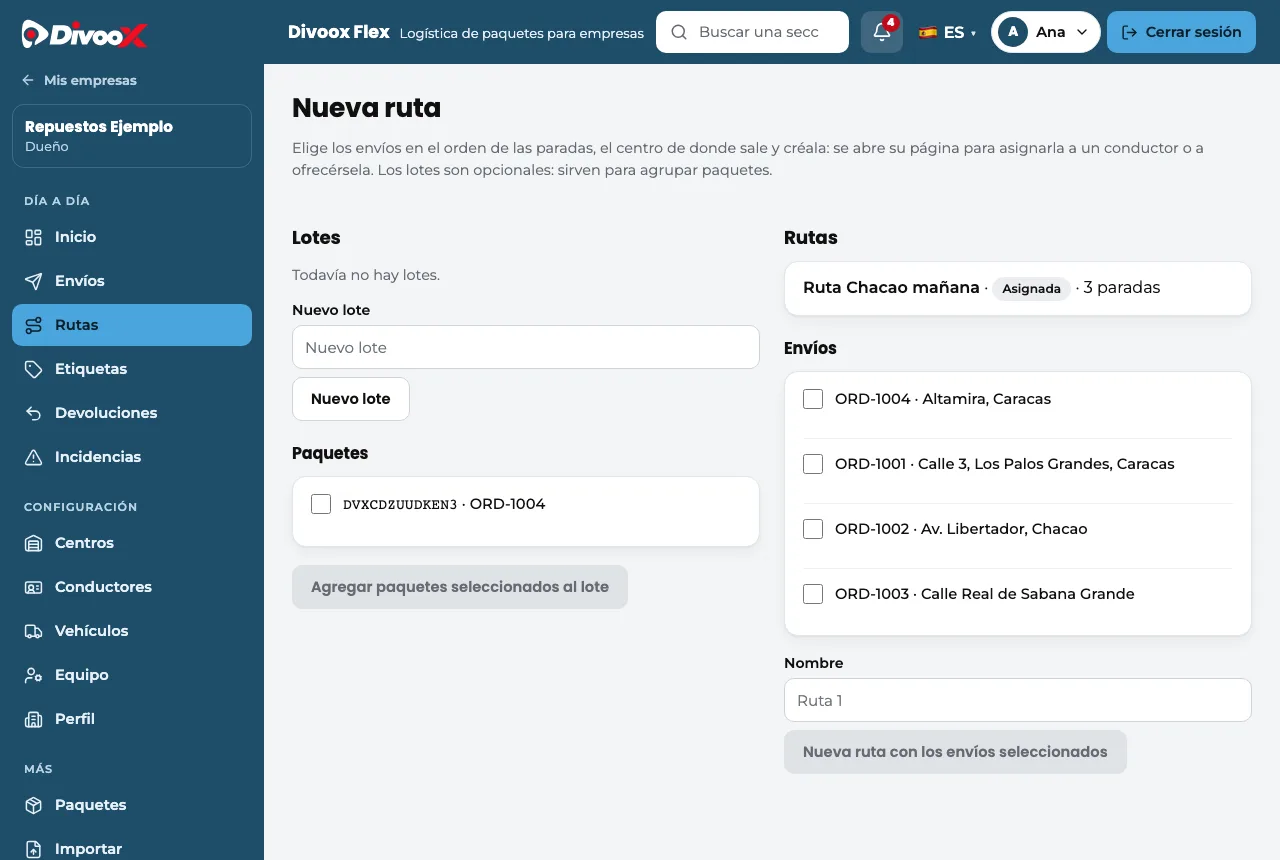 DivooX
Divoox Flex
Logística de paquetes para empresas
Buscar una secc
4
ES
A
Ana
Cerrar sesión
Mis empresas
Repuestos Ejemplo
Dueño
DÍA A DÍA
Inicio
Envíos
Rutas
Etiquetas
Devoluciones
Incidencias
CONFIGURACIÓN
Centros
Conductores
Vehículos
Equipo
Perfil
MÁS
Paquetes
Importar
Nueva ruta
Elige los envíos en el orden de las paradas, el centro de donde sale y créala: se abre su página para asignarla a un conductor o a
ofrecérsela. Los lotes son opcionales: sirven para agrupar paquetes.
Lotes
Todavía no hay lotes.
Nuevo lote
Nuevo lote
Nuevo lote
Paquetes
DVXCDZUUDKEN3 · ORD-1004
Agregar paquetes seleccionados al lote
Rutas
Ruta Chacao mañana · Asignada · 3 paradas
Envíos
ORD-1004 · Altamira, Caracas
ORD-1001 · Calle 3, Los Palos Grandes, Caracas
ORD-1002 · Av. Libertador, Chacao
ORD-1003 · Calle Real de Sabana Grande
Nombre
Ruta 1
Nueva ruta con los envíos seleccionados